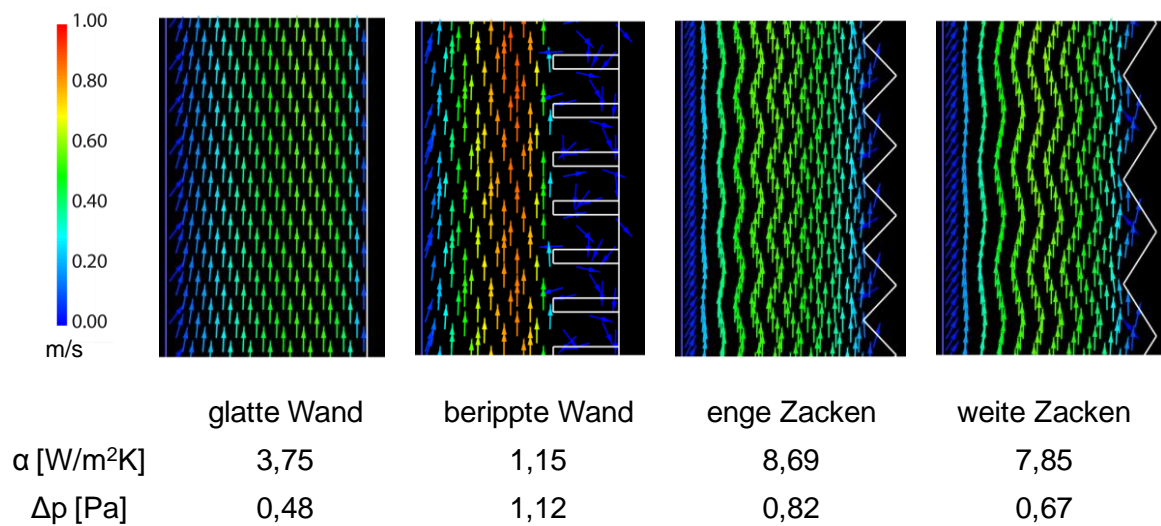 1.00
0.80
0.60
0.40
0.20
0.00
m/s
glatte Wand berippte Wand enge Zacken weite Zacken
α [W/m²K] 3,75 1,15 8,69 7,85
Δp [Pa] 0,48 1,12 0,82 0,67